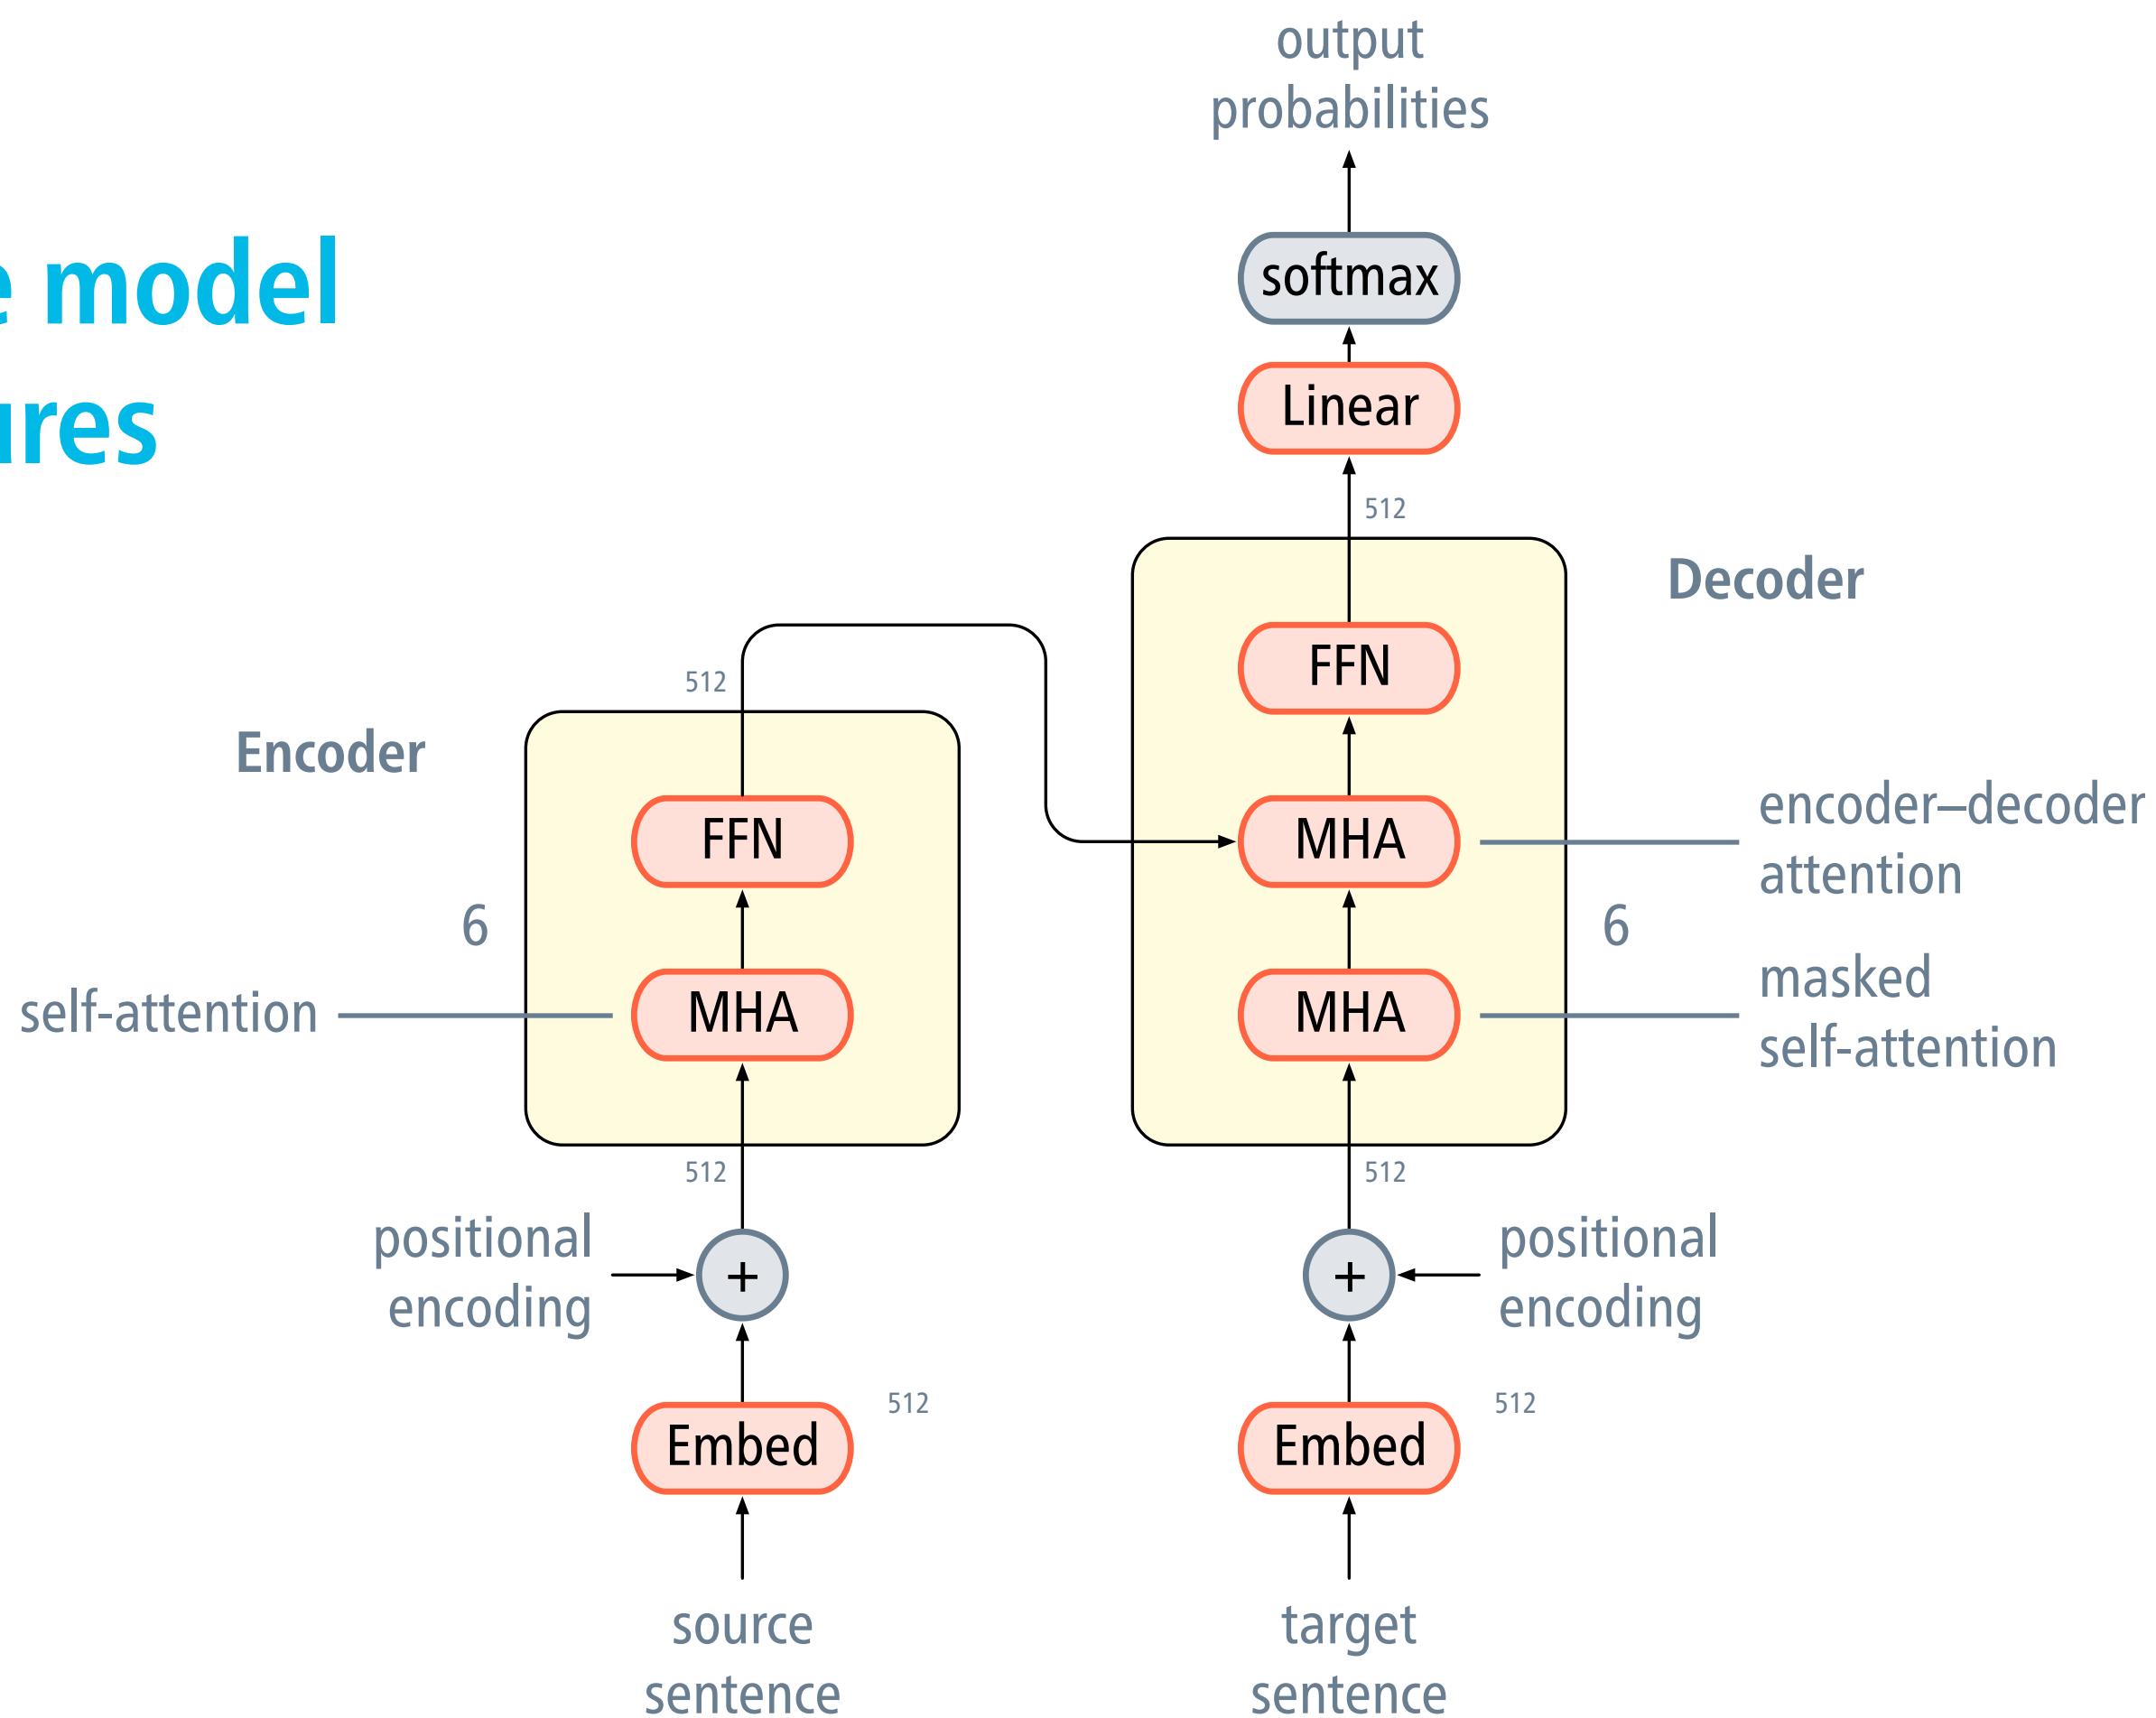 model
output
probabilities
softmax
Linear
512
Decoder
FFN
512
Encoder
FFN
MHA
encoder–decoder
attention
6
6
self-attention
MHA
MHA
masked
self-attention
512
512
positional
encoding
+
+
positional
encoding
512
512
Embed
Embed
source
sentence
target
sentence